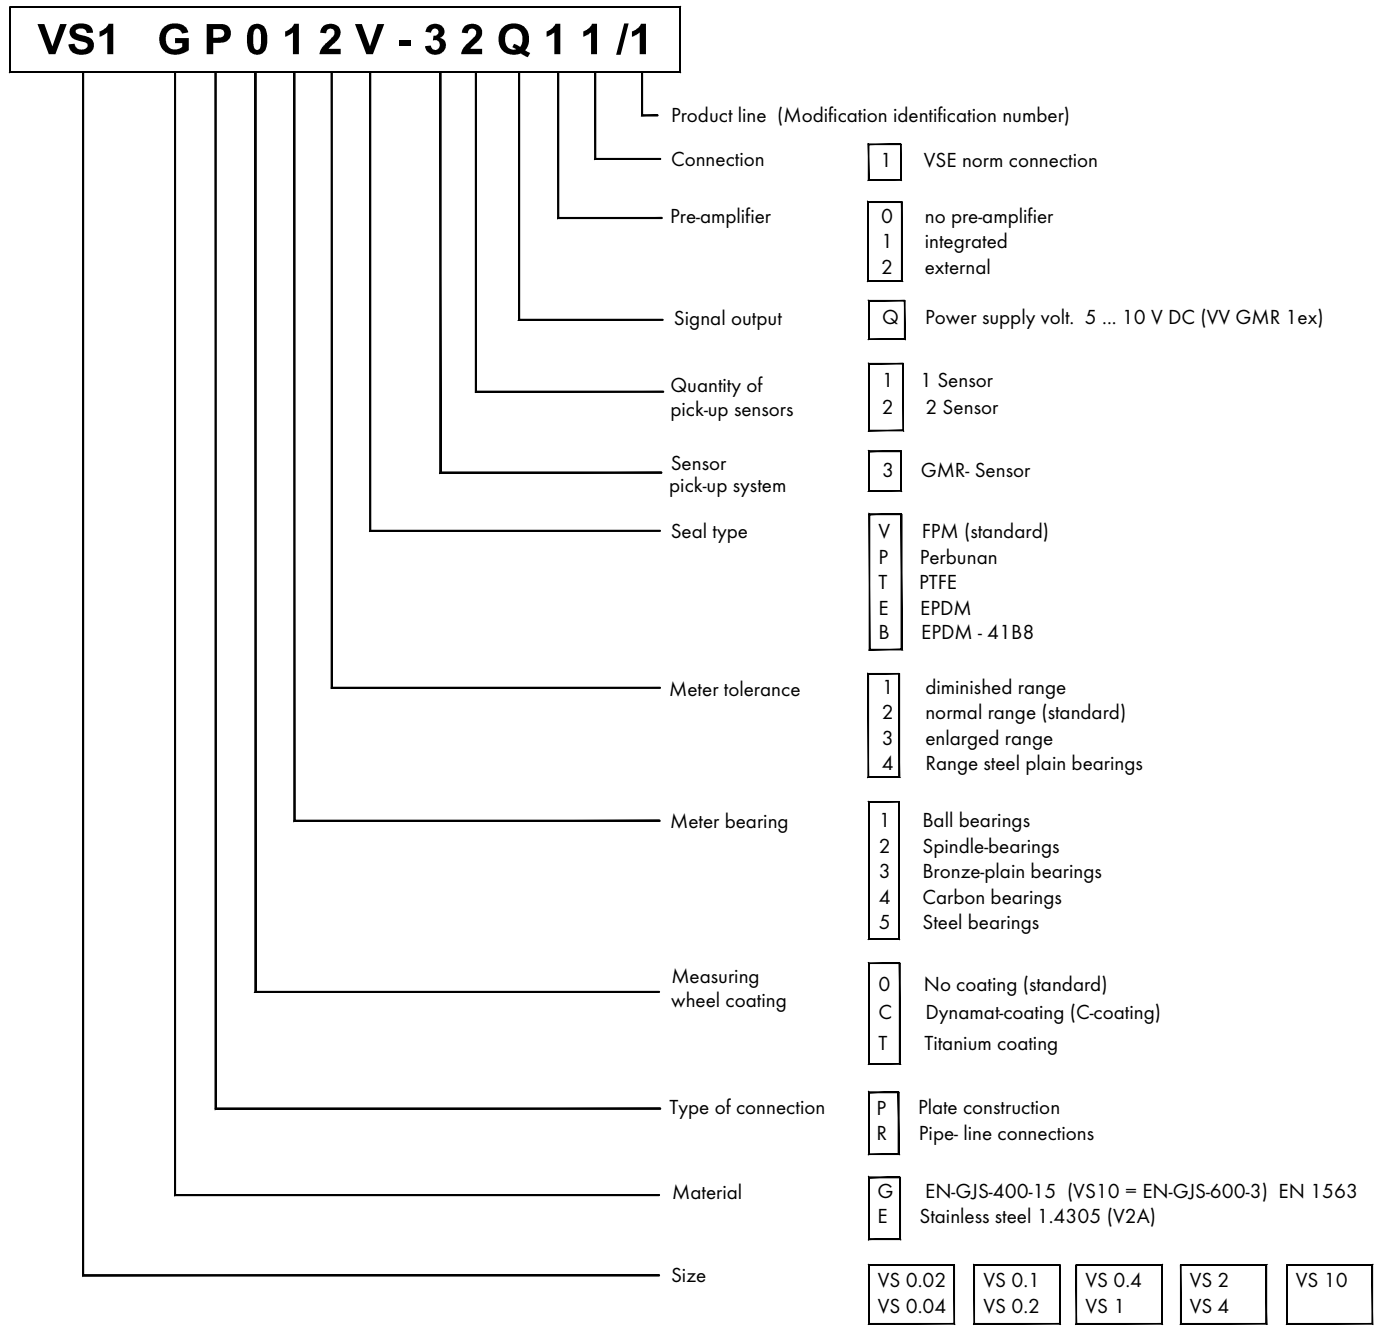 VS1 G P 0 1 2 V - 3 2 Q 1 1 /1
Product line (Modification identification number)
Connection
1 VSE norm connection
Pre-amplifier
0 no pre-amplifier
1 integrated
2 external
Signal output
Q Power supply volt. 5 ... 10 V DC (VV GMR 1ex)
Quantity of
pick-up sensors
1 1 Sensor
2 2 Sensor
Sensor
pick-up system
3 GMR- Sensor
Seal type
V FPM (standard)
P Perbunan
T PTFE
E EPDM
B EPDM - 41B8
Meter tolerance
1 diminished range
2 normal range (standard)
3 enlarged range
4 Range steel plain bearings
Meter bearing
1 Ball bearings
2 Spindle-bearings
3 Bronze-plain bearings
4 Carbon bearings
5 Steel bearings
Measuring
wheel coating
0 No coating (standard)
C Dynamat-coating (C-coating)
T Titanium coating
Type of connection
P Plate construction
R Pipe- line connections
Material
G EN-GJS-400-15 (VS10 = EN-GJS-600-3) EN 1563
E Stainless steel 1.4305 (V2A)
Size
VS 0.02 VS 0.1 VS 0.4 VS 2 VS 10
VS 0.04 VS 0.2 VS 1 VS 4